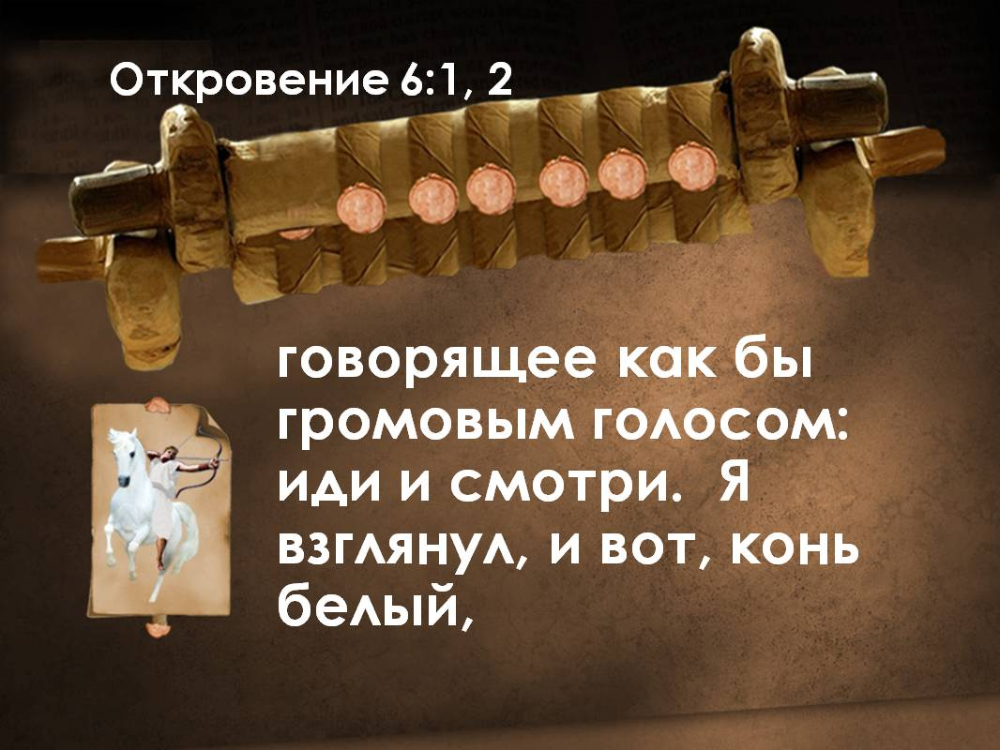 Откровение 6:1, 2
говорящее как бы
громовым голосом:
иди и смотри.  Я
взглянул, и вот, конь
белый,